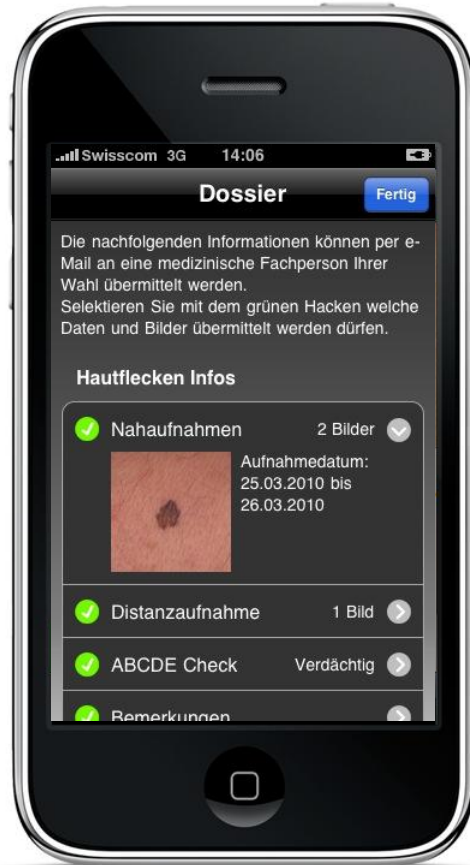 Swisscom 3G 14:06
Dossier
Fertig
Die nachfolgenden Informationen können per e-
Mail an eine medizinische Fachperson Ihrer
Wahl übermittelt werden.
Selektieren Sie mit dem grünen Hacken welche
Daten und Bilder übermittelt werden dürfen.
Hautflecken Infos
Nahaufnahmen 2 Bilder
Aufnahmedatum:
25.03.2010 bis
26.03.2010
Distanzaufnahme 1 Bild
ABCDE Check Verdächtig
Bemerkungen